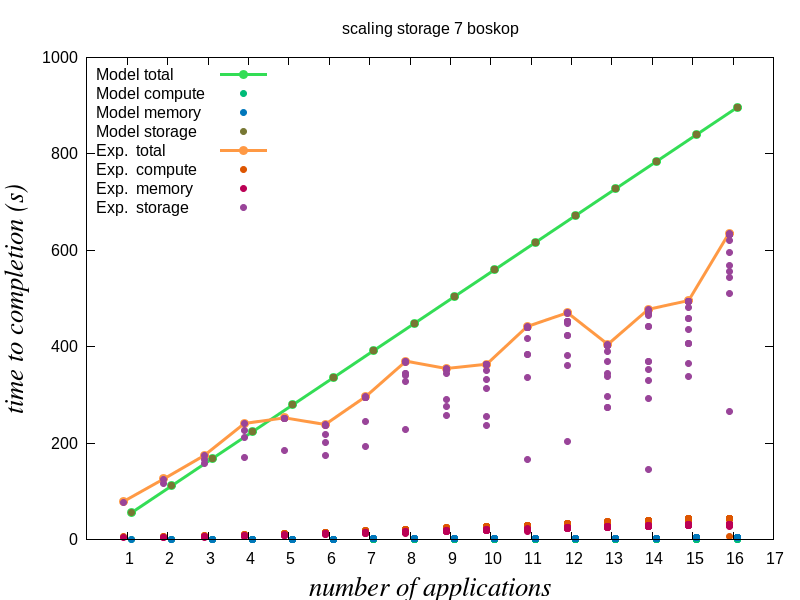 scaling storage 7 boskop
1000
800
600
400
200
0
time to completion (s)
Model total
Model compute
Model memory
Model storage
Exp. total
Exp. compute
Exp. memory
Exp. storage
1 2 3 4 5 6 7 8 9 10 11 12 13 14 15 16 17
number of applications